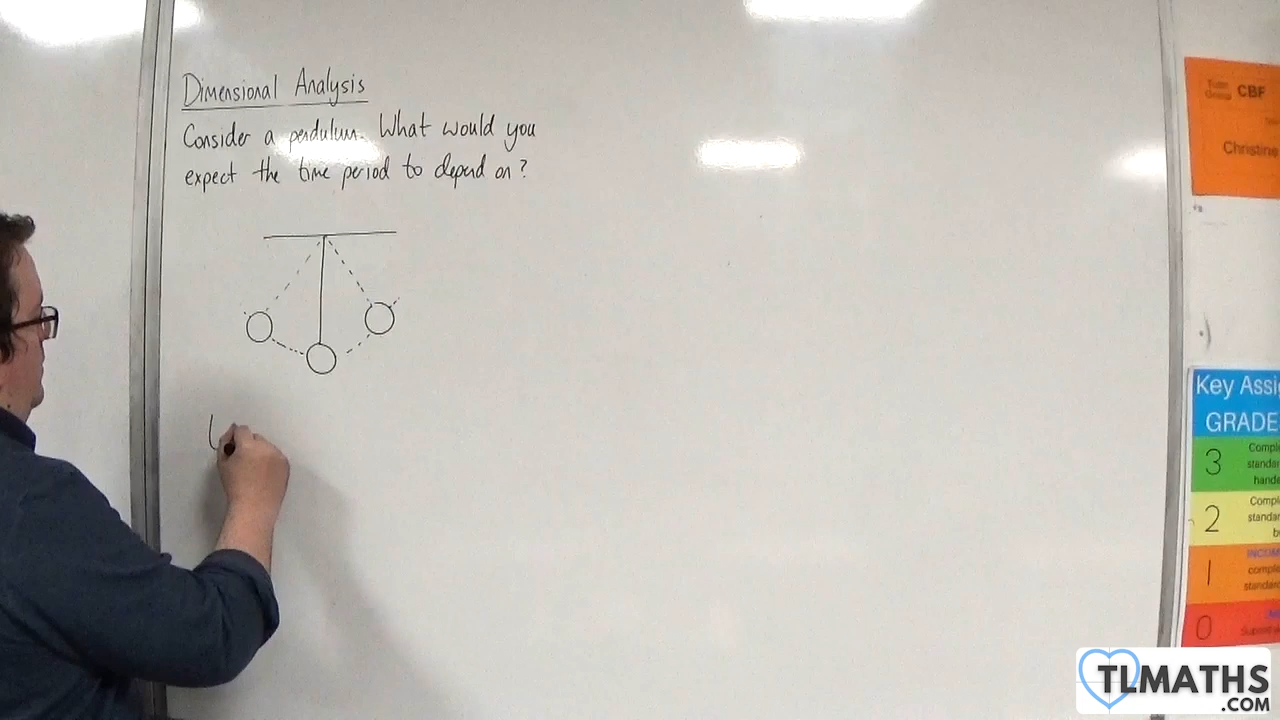 Dimensional Analysis
Consider a pendulum. What would you
expect the time period to depend on?
CBF
Christina
Key Assi
GRADE
3
2
1
0
TLMATHS
.COM